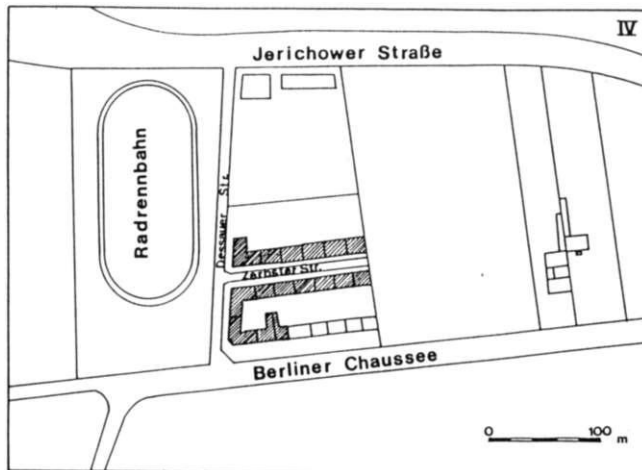 IV
Jerichower Straße
Radrennbahn
Dessauer Str.
Zerbster Str.
Berliner Chaussee
0 100 m